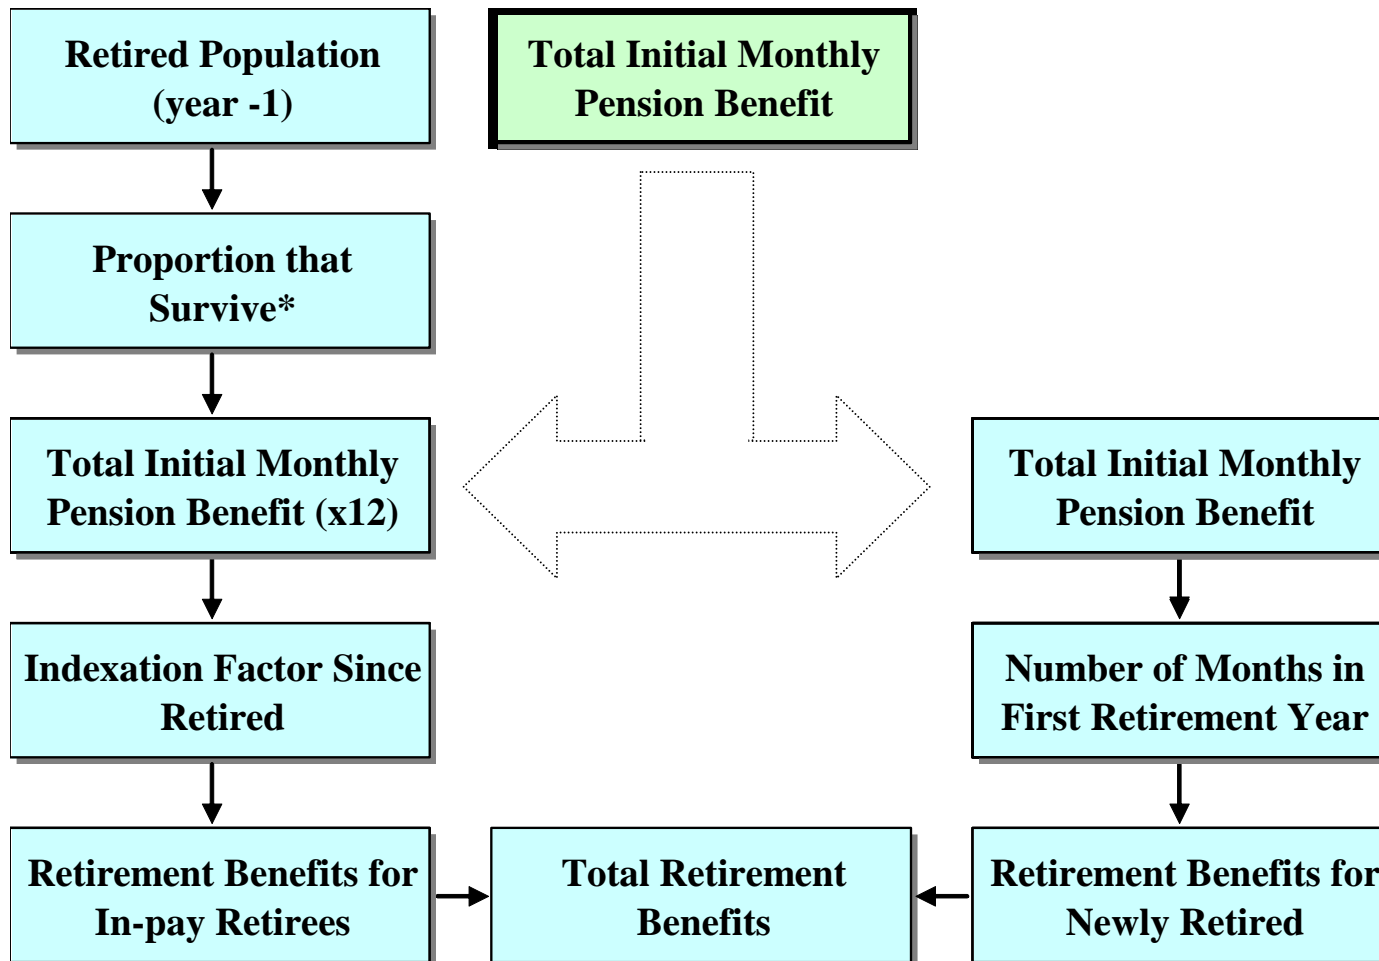 Retired Population
(year -1)
Total Initial Monthly
Pension Benefit
Proportion that
Survive*
Total Initial Monthly
Pension Benefit (x12)
Total Initial Monthly
Pension Benefit
Indexation Factor Since
Retired
Number of Months in
First Retirement Year
Retirement Benefits for
In-pay Retirees
Total Retirement
Benefits
Retirement Benefits for
Newly Retired